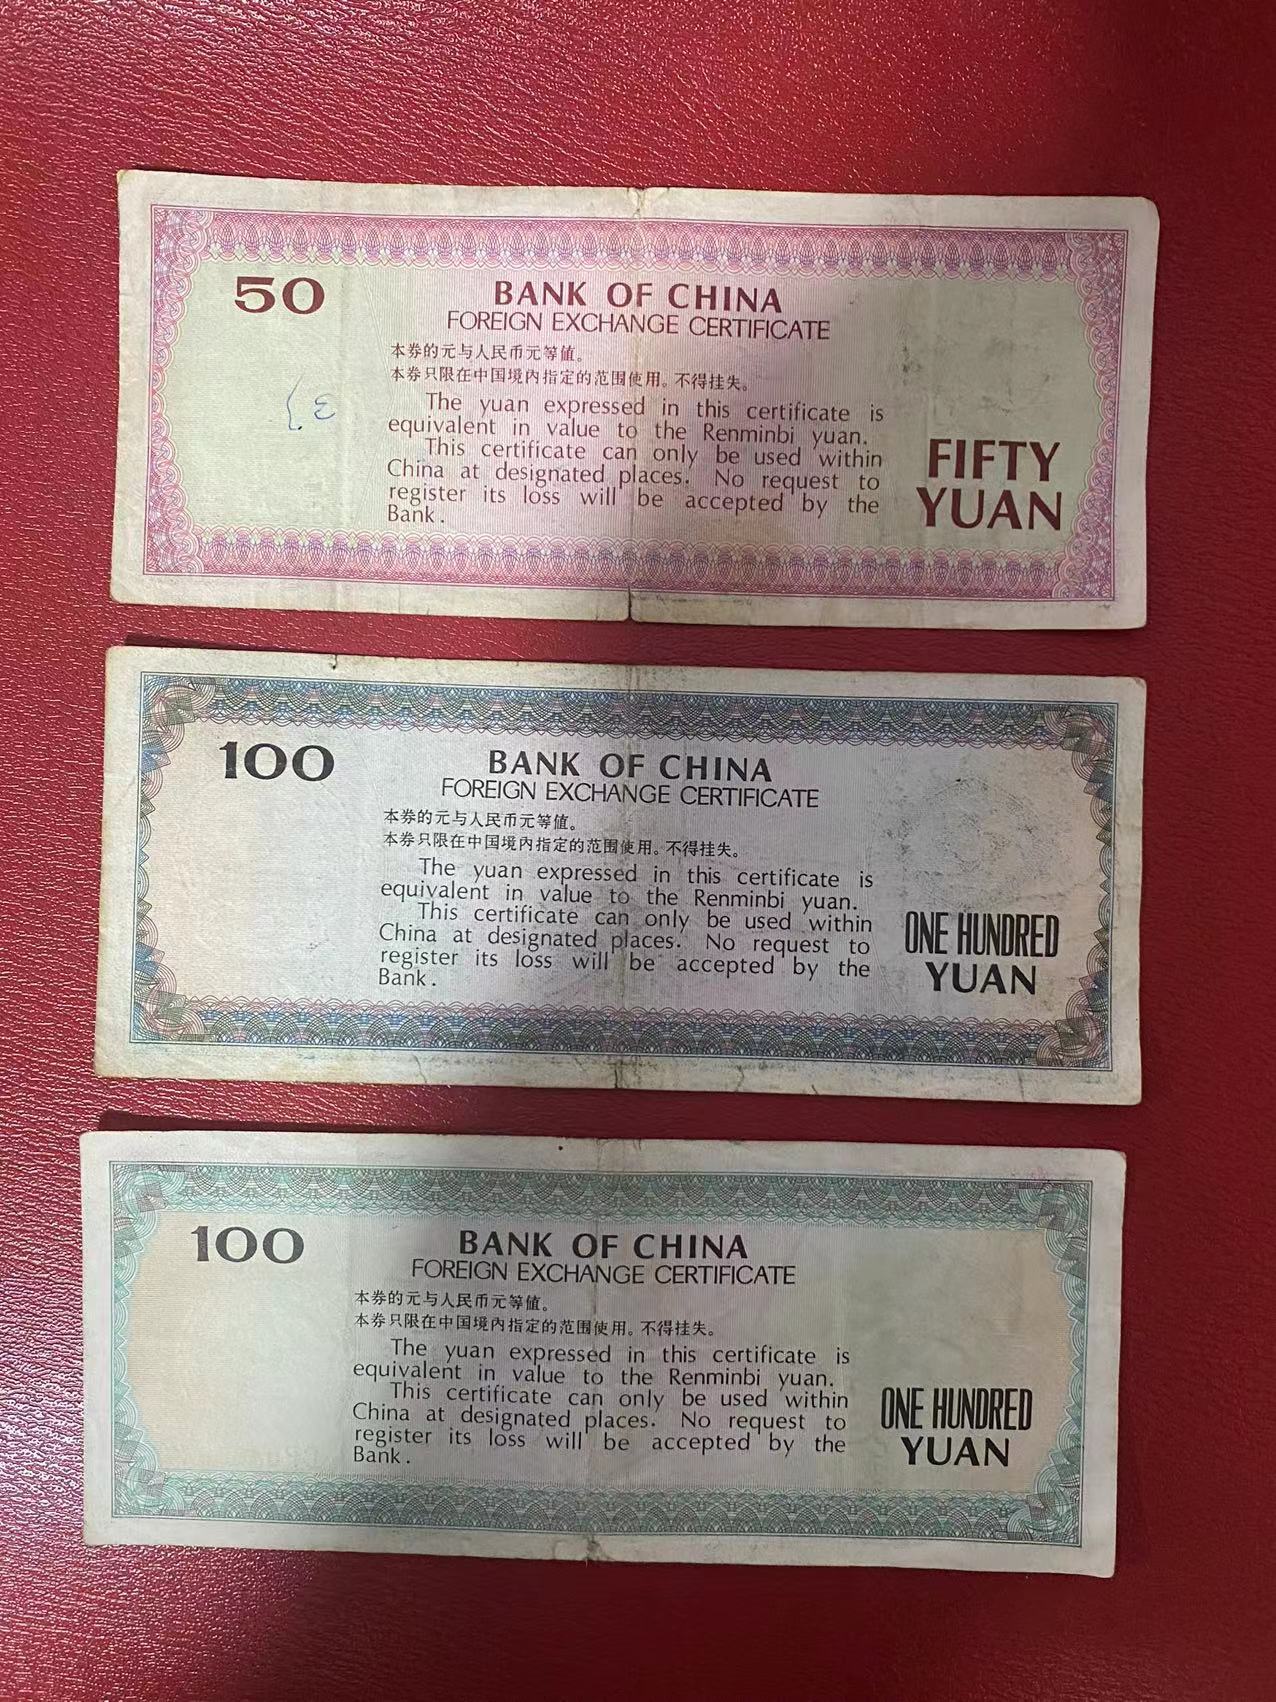 50
BANK OF CHINA
FOREIGN EXCHANGE CERTIFICATE
本券的元与人民币元等值。
本券只限在中国境内指定的范围使用。不得挂失。
The yuan expressed in this certificate is
equivalent in value to the Renminbi yuan.
This certificate can only be used within
China at designated places. No request to
register its loss will be accepted by the
Bank.
FIFTY
YUAN
100
BANK OF CHINA
FOREIGN EXCHANGE CERTIFICATE
本券的元与人民币元等值。
本券只限在中国境内指定的范围使用。不得挂失。
The yuan expressed in this certificate is
equivalent in value to the Renminbi yuan.
This certificate can only be used within
China at designated places. No request to
register its loss will be accepted by the
Bank.
ONE HUNDRED
YUAN
100
BANK OF CHINA
FOREIGN EXCHANGE CERTIFICATE
本券的元与人民币元等值。
本券只限在中国境内指定的范围使用。不得挂失。
The yuan expressed in this certificate is
equivalent in value to the Renminbi yuan.
This certificate can only be used within
China at designated places. No request to
register its loss will be accepted by the
Bank.
ONE HUNDRED
YUAN